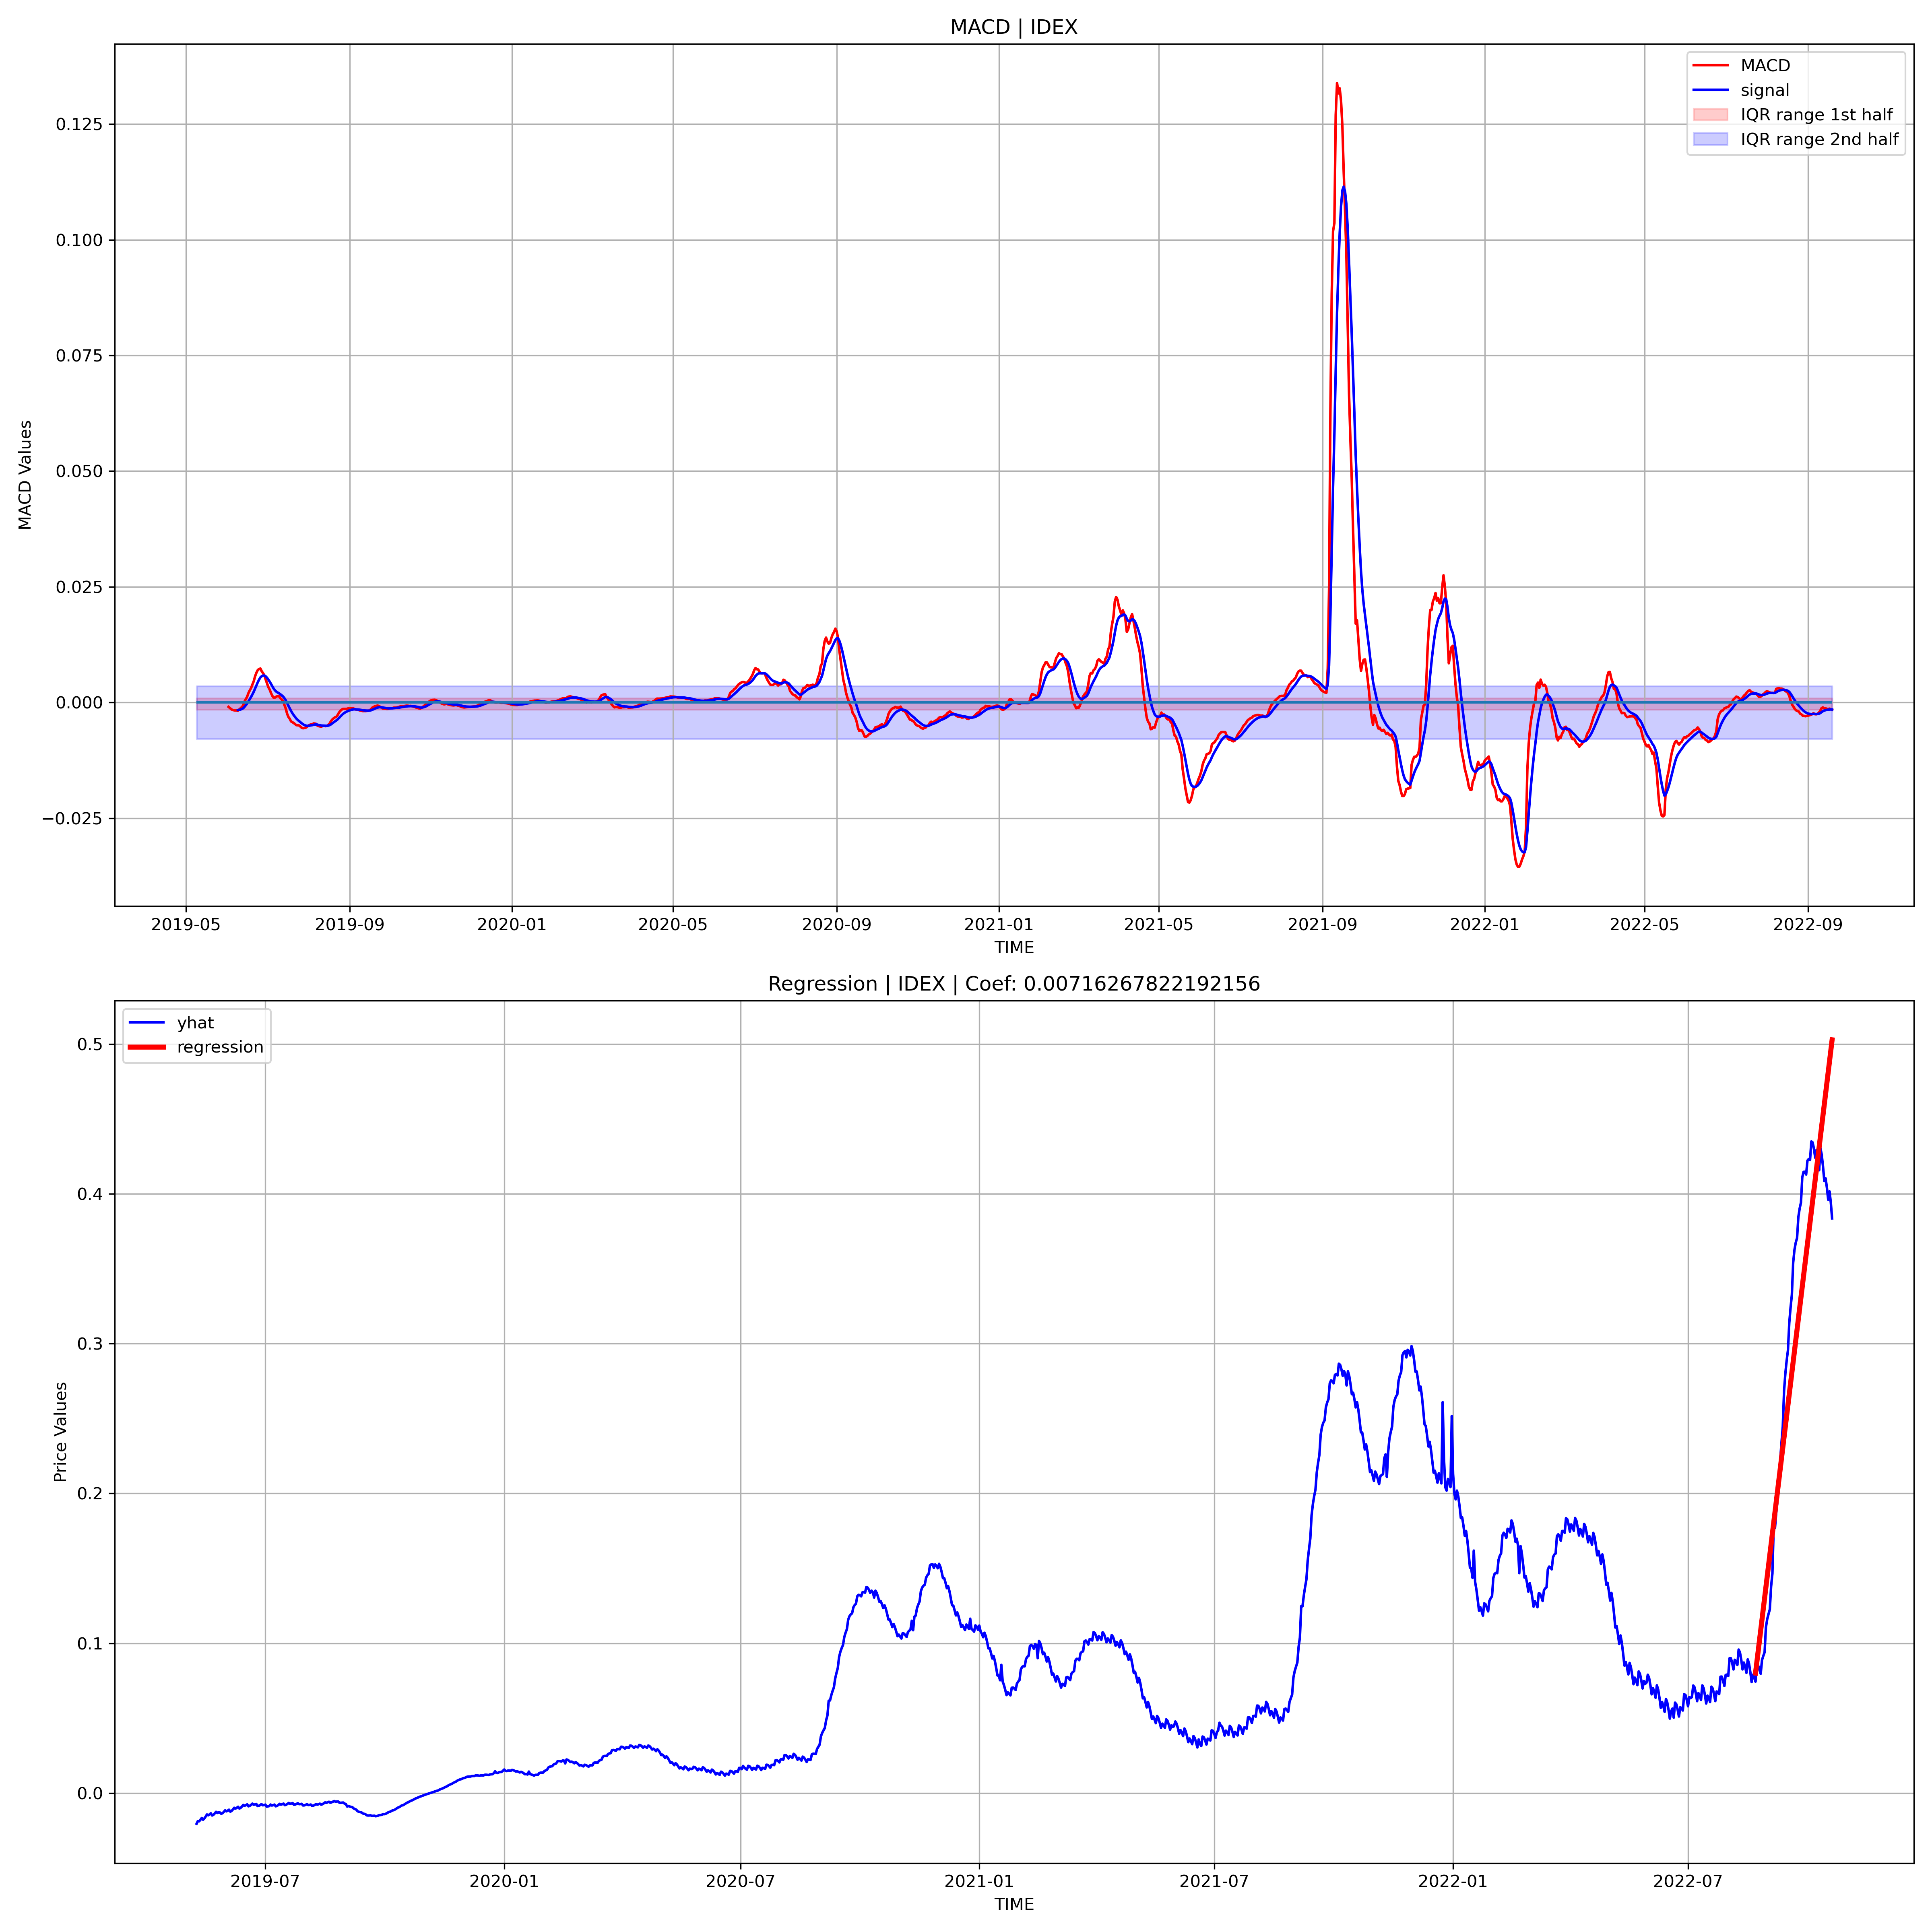 MACD | IDEX
MACD
signal
IQR range 1st half
IQR range 2nd half
MACD Values
0.125
0.100
0.075
0.050
0.025
0.000
−0.025
2019-05 2019-09 2020-01 2020-05 2020-09 2021-01 2021-05 2021-09 2022-01 2022-05 2022-09
TIME
Regression | IDEX | Coef: 0.00716267822192156
yhat
regression
Price Values
0.5
0.4
0.3
0.2
0.1
0.0
2019-07 2020-01 2020-07 2021-01 2021-07 2022-01 2022-07
TIME